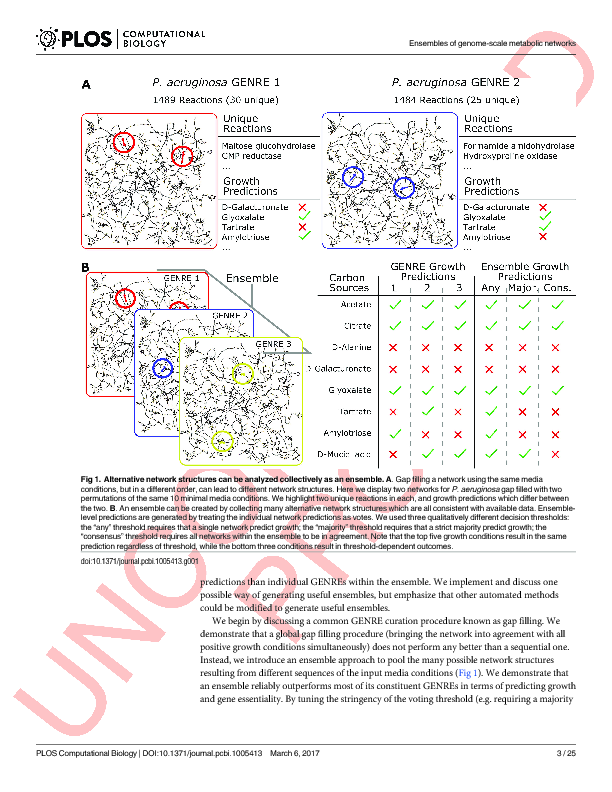 PLOS | COMPUTATIONAL BIOLOGY
Ensembles of genome-scale metabolic networks
A
P. aeruginosa GENRE 1
1489 Reactions (30 unique)
Unique
Reactions
Maltose glucohydrolase
GMP reductase
...
Growth
Predictions
D-Galacturonate ✗
Glyoxalate ✓
Tartrate ✗
Amylotriose ✓
...
P. aeruginosa GENRE 2
1484 Reactions (25 unique)
Unique
Reactions
Formamide amidohydrolase
Hydroxyproline oxidase
...
Growth
Predictions
D-Galacturonate ✗
Glyoxalate ✓
Tartrate ✓
Amylotriose ✗
...
B
GENRE 1
GENRE 2
GENRE 3
Ensemble
Carbon
Sources
GENRE Growth
Predictions
Ensemble Growth
Predictions
1 2 3 Any Major. Cons.
Acetate ✓ ✓ ✓ ✓ ✓ ✓
Citrate ✓ ✓ ✓ ✓ ✓ ✓
D-Alanine ✗ ✗ ✗ ✗ ✗ ✗
Galacturonate ✗ ✗ ✗ ✗ ✗ ✗
Glyoxalate ✓ ✓ ✓ ✓ ✓ ✓
Tartrate ✗ ✓ ✗ ✓ ✗ ✗
Amylotriose ✓ ✗ ✗ ✓ ✗ ✗
D-Mucic acid ✗ ✓ ✓ ✓ ✓ ✗
Fig 1. Alternative network structures can be analyzed collectively as an ensemble. A. Gap filling a network using the same media
conditions, but in a different order, can lead to different network structures. Here we display two networks for P. aeruginosa gap filled with two
permutations of the same 10 minimal media conditions. We highlight two unique reactions in each, and growth predictions which differ between
the two. B. An ensemble can be created by collecting many alternative network structures which are all consistent with available data. Ensemble-
level predictions are generated by treating the individual network predictions as votes. We used three qualitatively different decision thresholds:
the "any" threshold requires that a single network predict growth; the "majority" threshold requires that a strict majority predict growth; the
"consensus" threshold requires all networks within the ensemble to be in agreement. Note that the top five growth conditions result in the same
prediction regardless of threshold, while the bottom three conditions result in threshold-dependent outcomes.
doi:10.1371/journal.pcbi.1005413.g001
predictions than individual GENREs within the ensemble. We implement and discuss one
possible way of generating useful ensembles, but emphasize that other automated methods
could be modified to generate useful ensembles.
We begin by discussing a common GENRE curation procedure known as gap filling. We
demonstrate that a global gap filling procedure (bringing the network into agreement with all
positive growth conditions simultaneously) does not perform any better than a sequential one.
Instead, we introduce an ensemble approach to pool the many possible network structures
resulting from different sequences of the input media conditions (Fig 1). We demonstrate that
an ensemble reliably outperforms most of its constituent GENREs in terms of predicting growth
and gene essentiality. By tuning the stringency of the voting threshold (e.g. requiring a majority
PLOS Computational Biology | DOI:10.1371/journal.pcbi.1005413 March 6, 2017
3 / 25